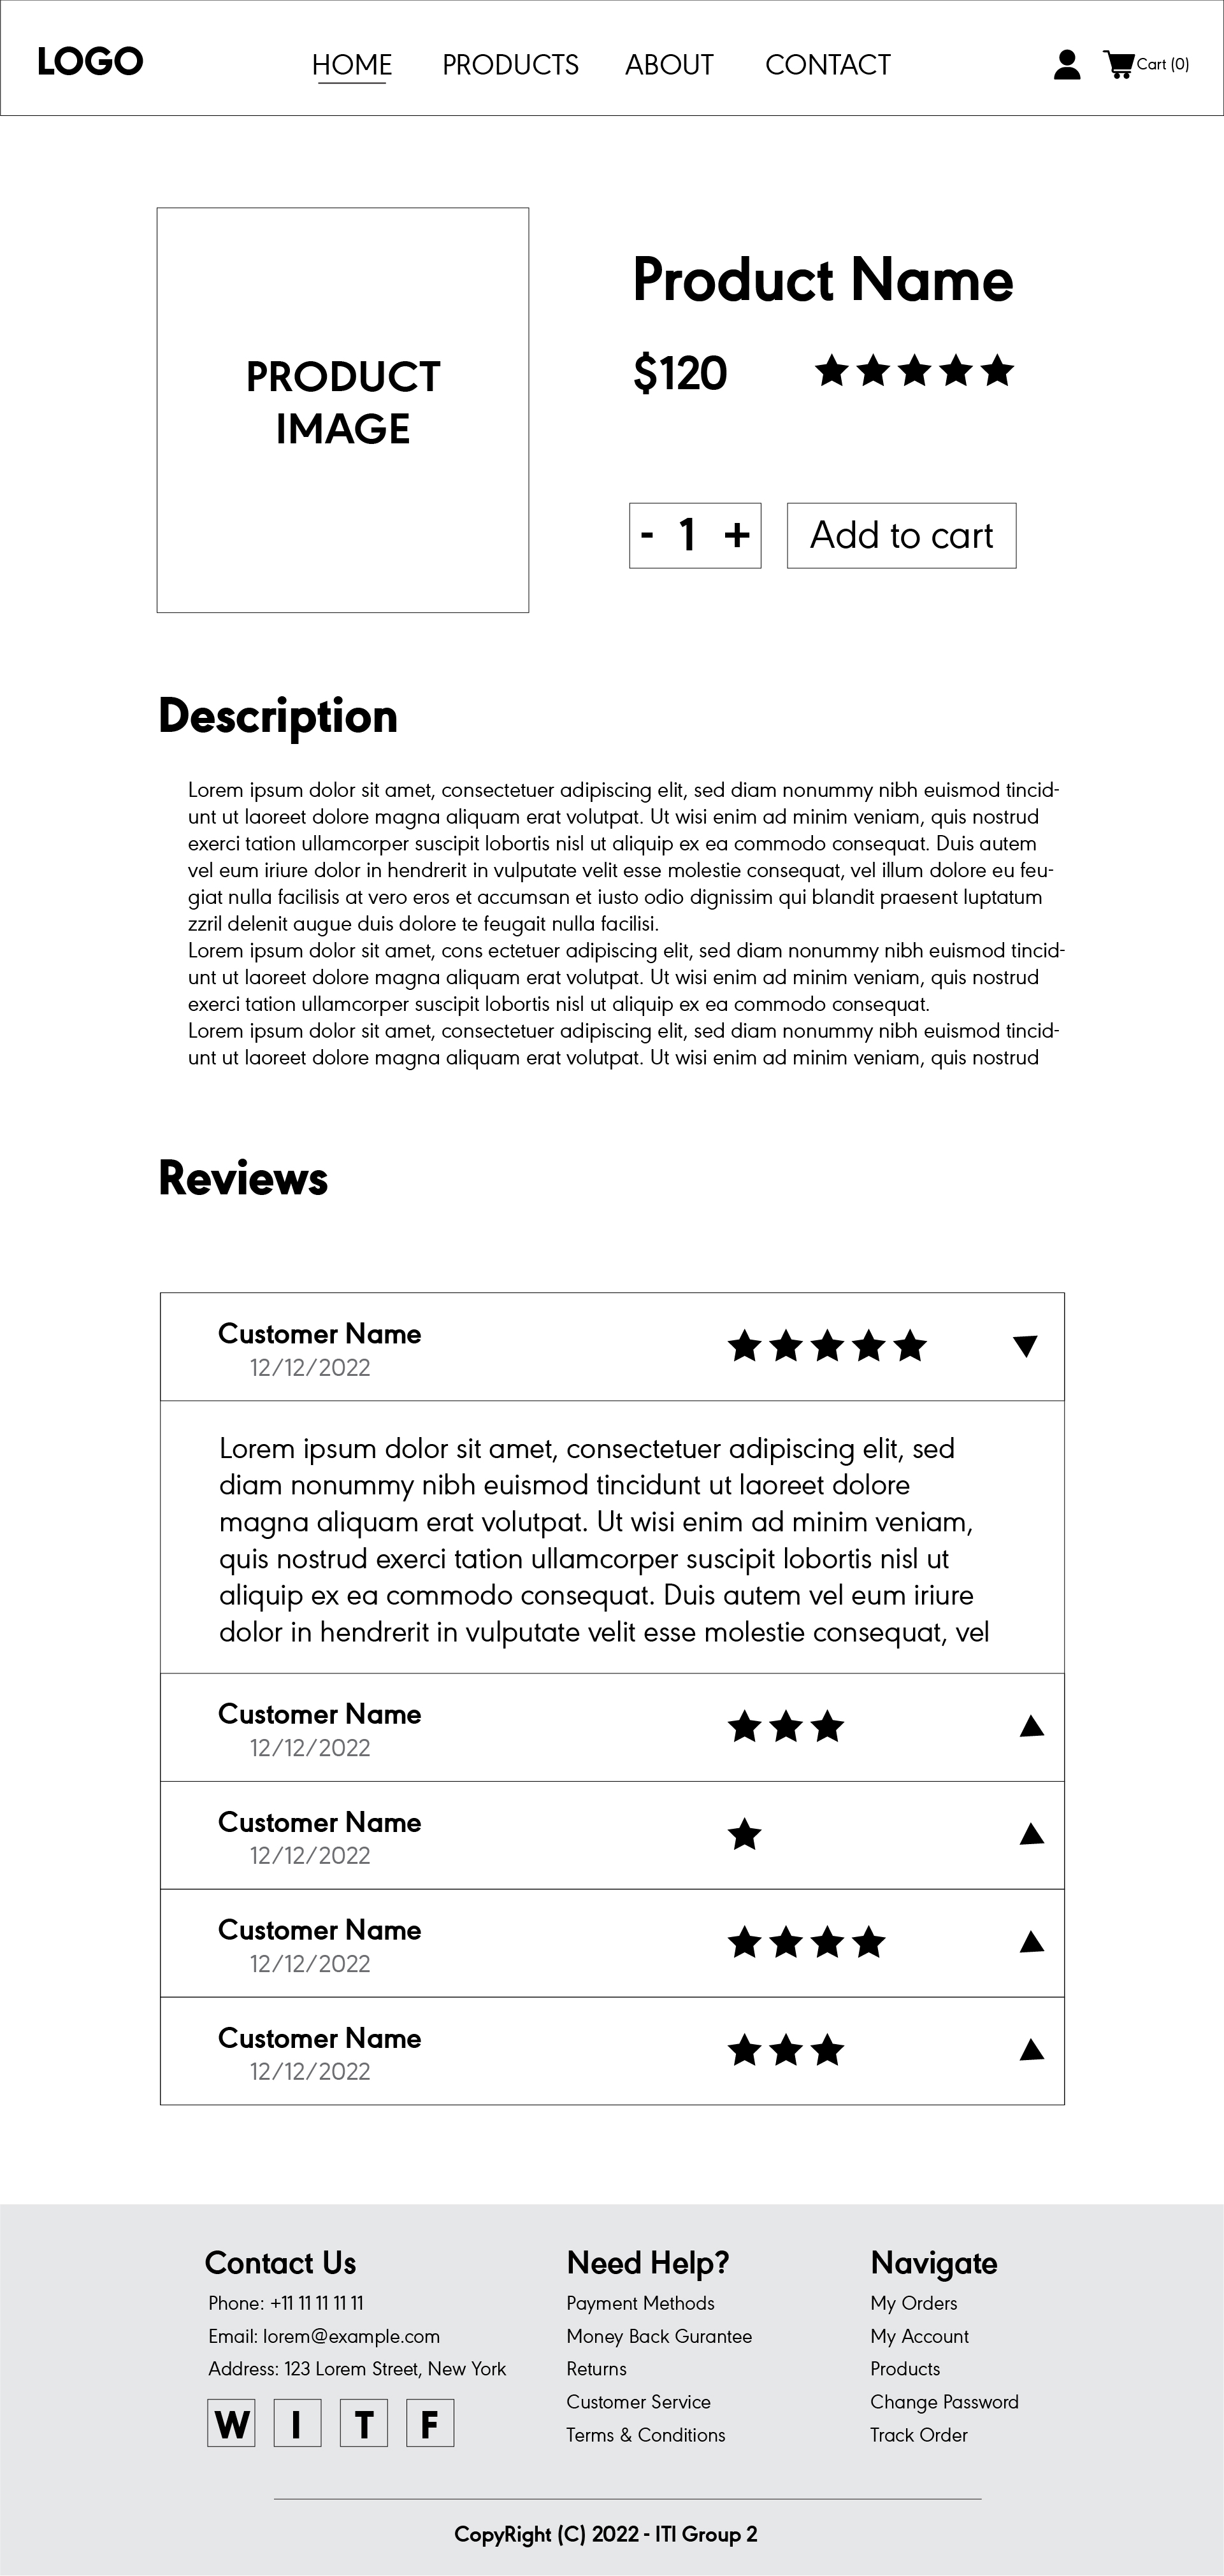 LOGO
HOME PRODUCTS ABOUT CONTACT Cart (0)
PRODUCT
IMAGE
Product Name
$120
- 1 +
Add to cart
Description
Lorem ipsum dolor sit amet, consectetuer adipiscing elit, sed diam nonummy nibh euismod tincid-
unt ut laoreet dolore magna aliquam erat volutpat. Ut wisi enim ad minim veniam, quis nostrud
exerci tation ullamcorper suscipit lobortis nisl ut aliquip ex ea commodo consequat. Duis autem
vel eum iriure dolor in hendrerit in vulputate velit esse molestie consequat, vel illum dolore eu feu-
giat nulla facilisis at vero eros et accumsan et iusto odio dignissim qui blandit praesent luptatum
zzril delenit augue duis dolore te feugait nulla facilisi.
Lorem ipsum dolor sit amet, cons ectetuer adipiscing elit, sed diam nonummy nibh euismod tincid-
unt ut laoreet dolore magna aliquam erat volutpat. Ut wisi enim ad minim veniam, quis nostrud
exerci tation ullamcorper suscipit lobortis nisl ut aliquip ex ea commodo consequat.
Lorem ipsum dolor sit amet, consectetuer adipiscing elit, sed diam nonummy nibh euismod tincid-
unt ut laoreet dolore magna aliquam erat volutpat. Ut wisi enim ad minim veniam, quis nostrud
Reviews
Customer Name
12/12/2022
Lorem ipsum dolor sit amet, consectetuer adipiscing elit, sed
diam nonummy nibh euismod tincidunt ut laoreet dolore
magna aliquam erat volutpat. Ut wisi enim ad minim veniam,
quis nostrud exerci tation ullamcorper suscipit lobortis nisl ut
aliquip ex ea commodo consequat. Duis autem vel eum iriure
dolor in hendrerit in vulputate velit esse molestie consequat, vel
Customer Name
12/12/2022
Customer Name
12/12/2022
Customer Name
12/12/2022
Customer Name
12/12/2022
Contact Us
Phone: +11 11 11 11 11
Email: lorem@example.com
Address: 123 Lorem Street, New York
W I T F
Need Help?
Payment Methods
Money Back Gurantee
Returns
Customer Service
Terms & Conditions
Navigate
My Orders
My Account
Products
Change Password
Track Order
CopyRight (C) 2022 - ITI Group 2